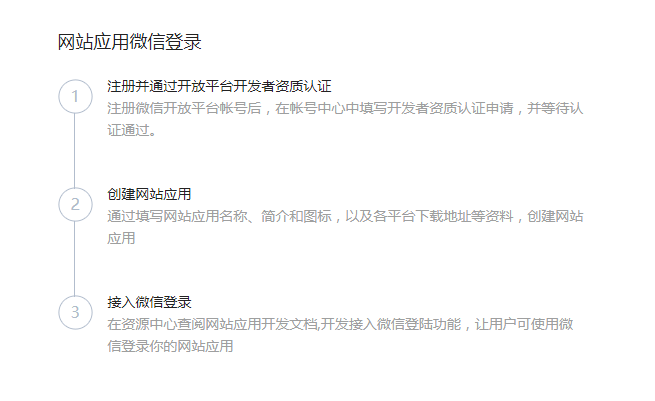 网站应用微信登录
1
注册并通过开放平台开发者资质认证
注册微信开放平台帐号后，在帐号中心中填写开发者资质认证申请，并等待认
证通过。
2
创建网站应用
通过填写网站应用名称、简介和图标，以及各平台下载地址等资料，创建网站
应用
3
接入微信登录
在资源中心查阅网站应用开发文档,开发接入微信登陆功能，让用户可使用微
信登录你的网站应用